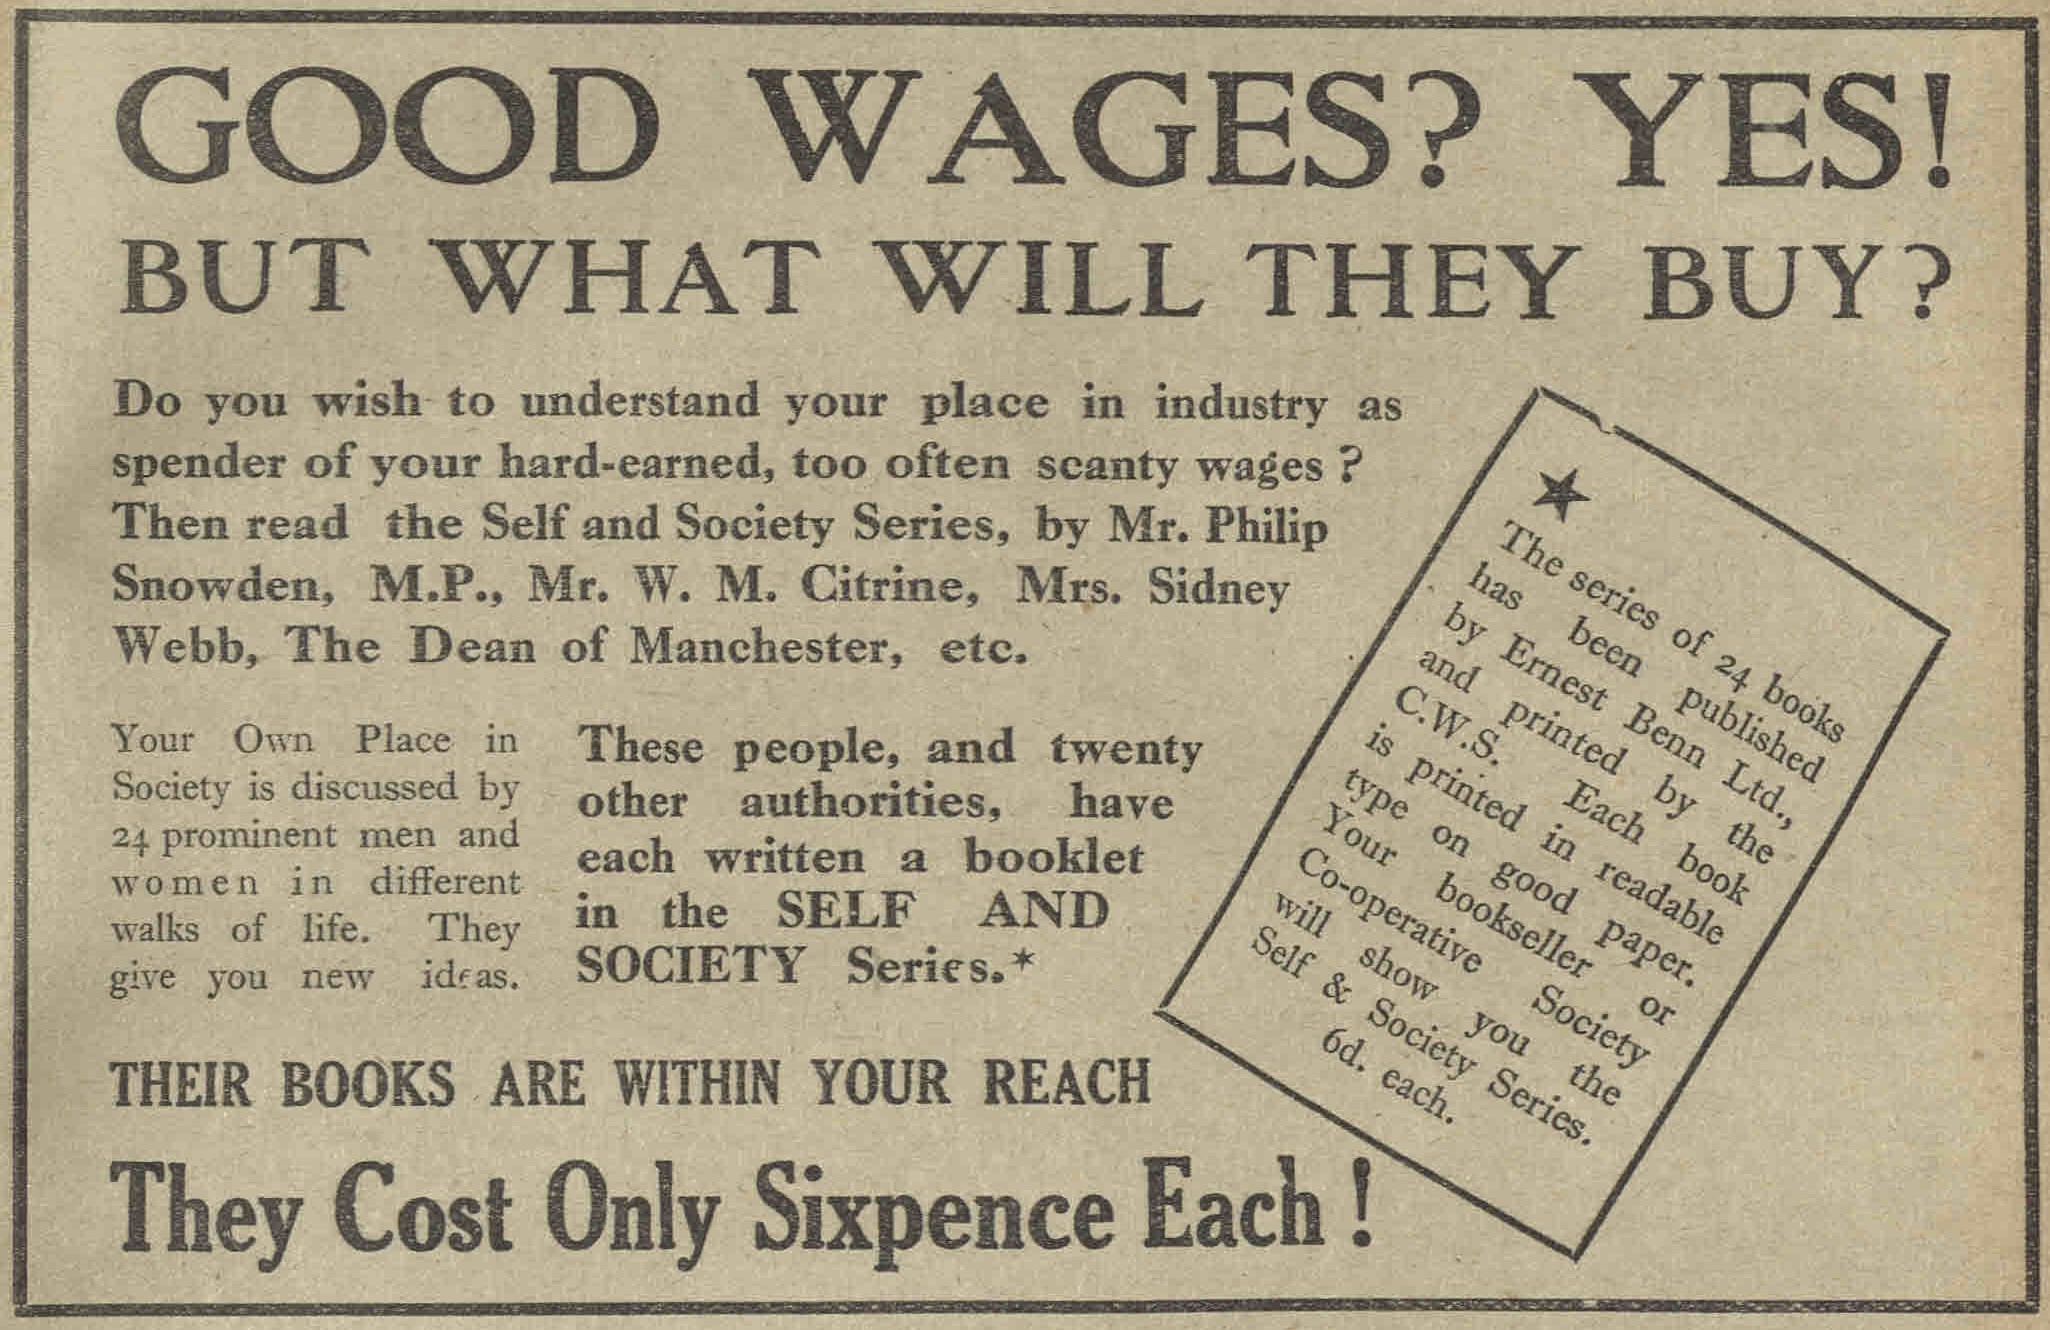 GOOD WAGES? YES!
BUT WHAT WILL THEY BUY?
Do you wish to understand your place in industry as
spender of your hard-earned, too often scanty wages ?
Then read the Self and Society Series, by Mr. Philip
Snowden, M.P., Mr. W. M. Citrine, Mrs. Sidney
Webb, The Dean of Manchester, etc.
Your Own Place in
Society is discussed by
24 prominent men and
women in different
walks of life. They
give you new ideas.
These people, and twenty
other authorities, have
each written a booklet
in the SELF AND
SOCIETY Series.*
THEIR BOOKS ARE WITHIN YOUR REACH
They Cost Only Sixpence Each !
★
The series of 24 books
has been published
by Ernest Benn Ltd.,
and printed by the
C.W.S. Each book
is printed in readable
type on good paper.
Your bookseller or
Co-operative Society
will show you the
Self & Society Series.
6d. each.